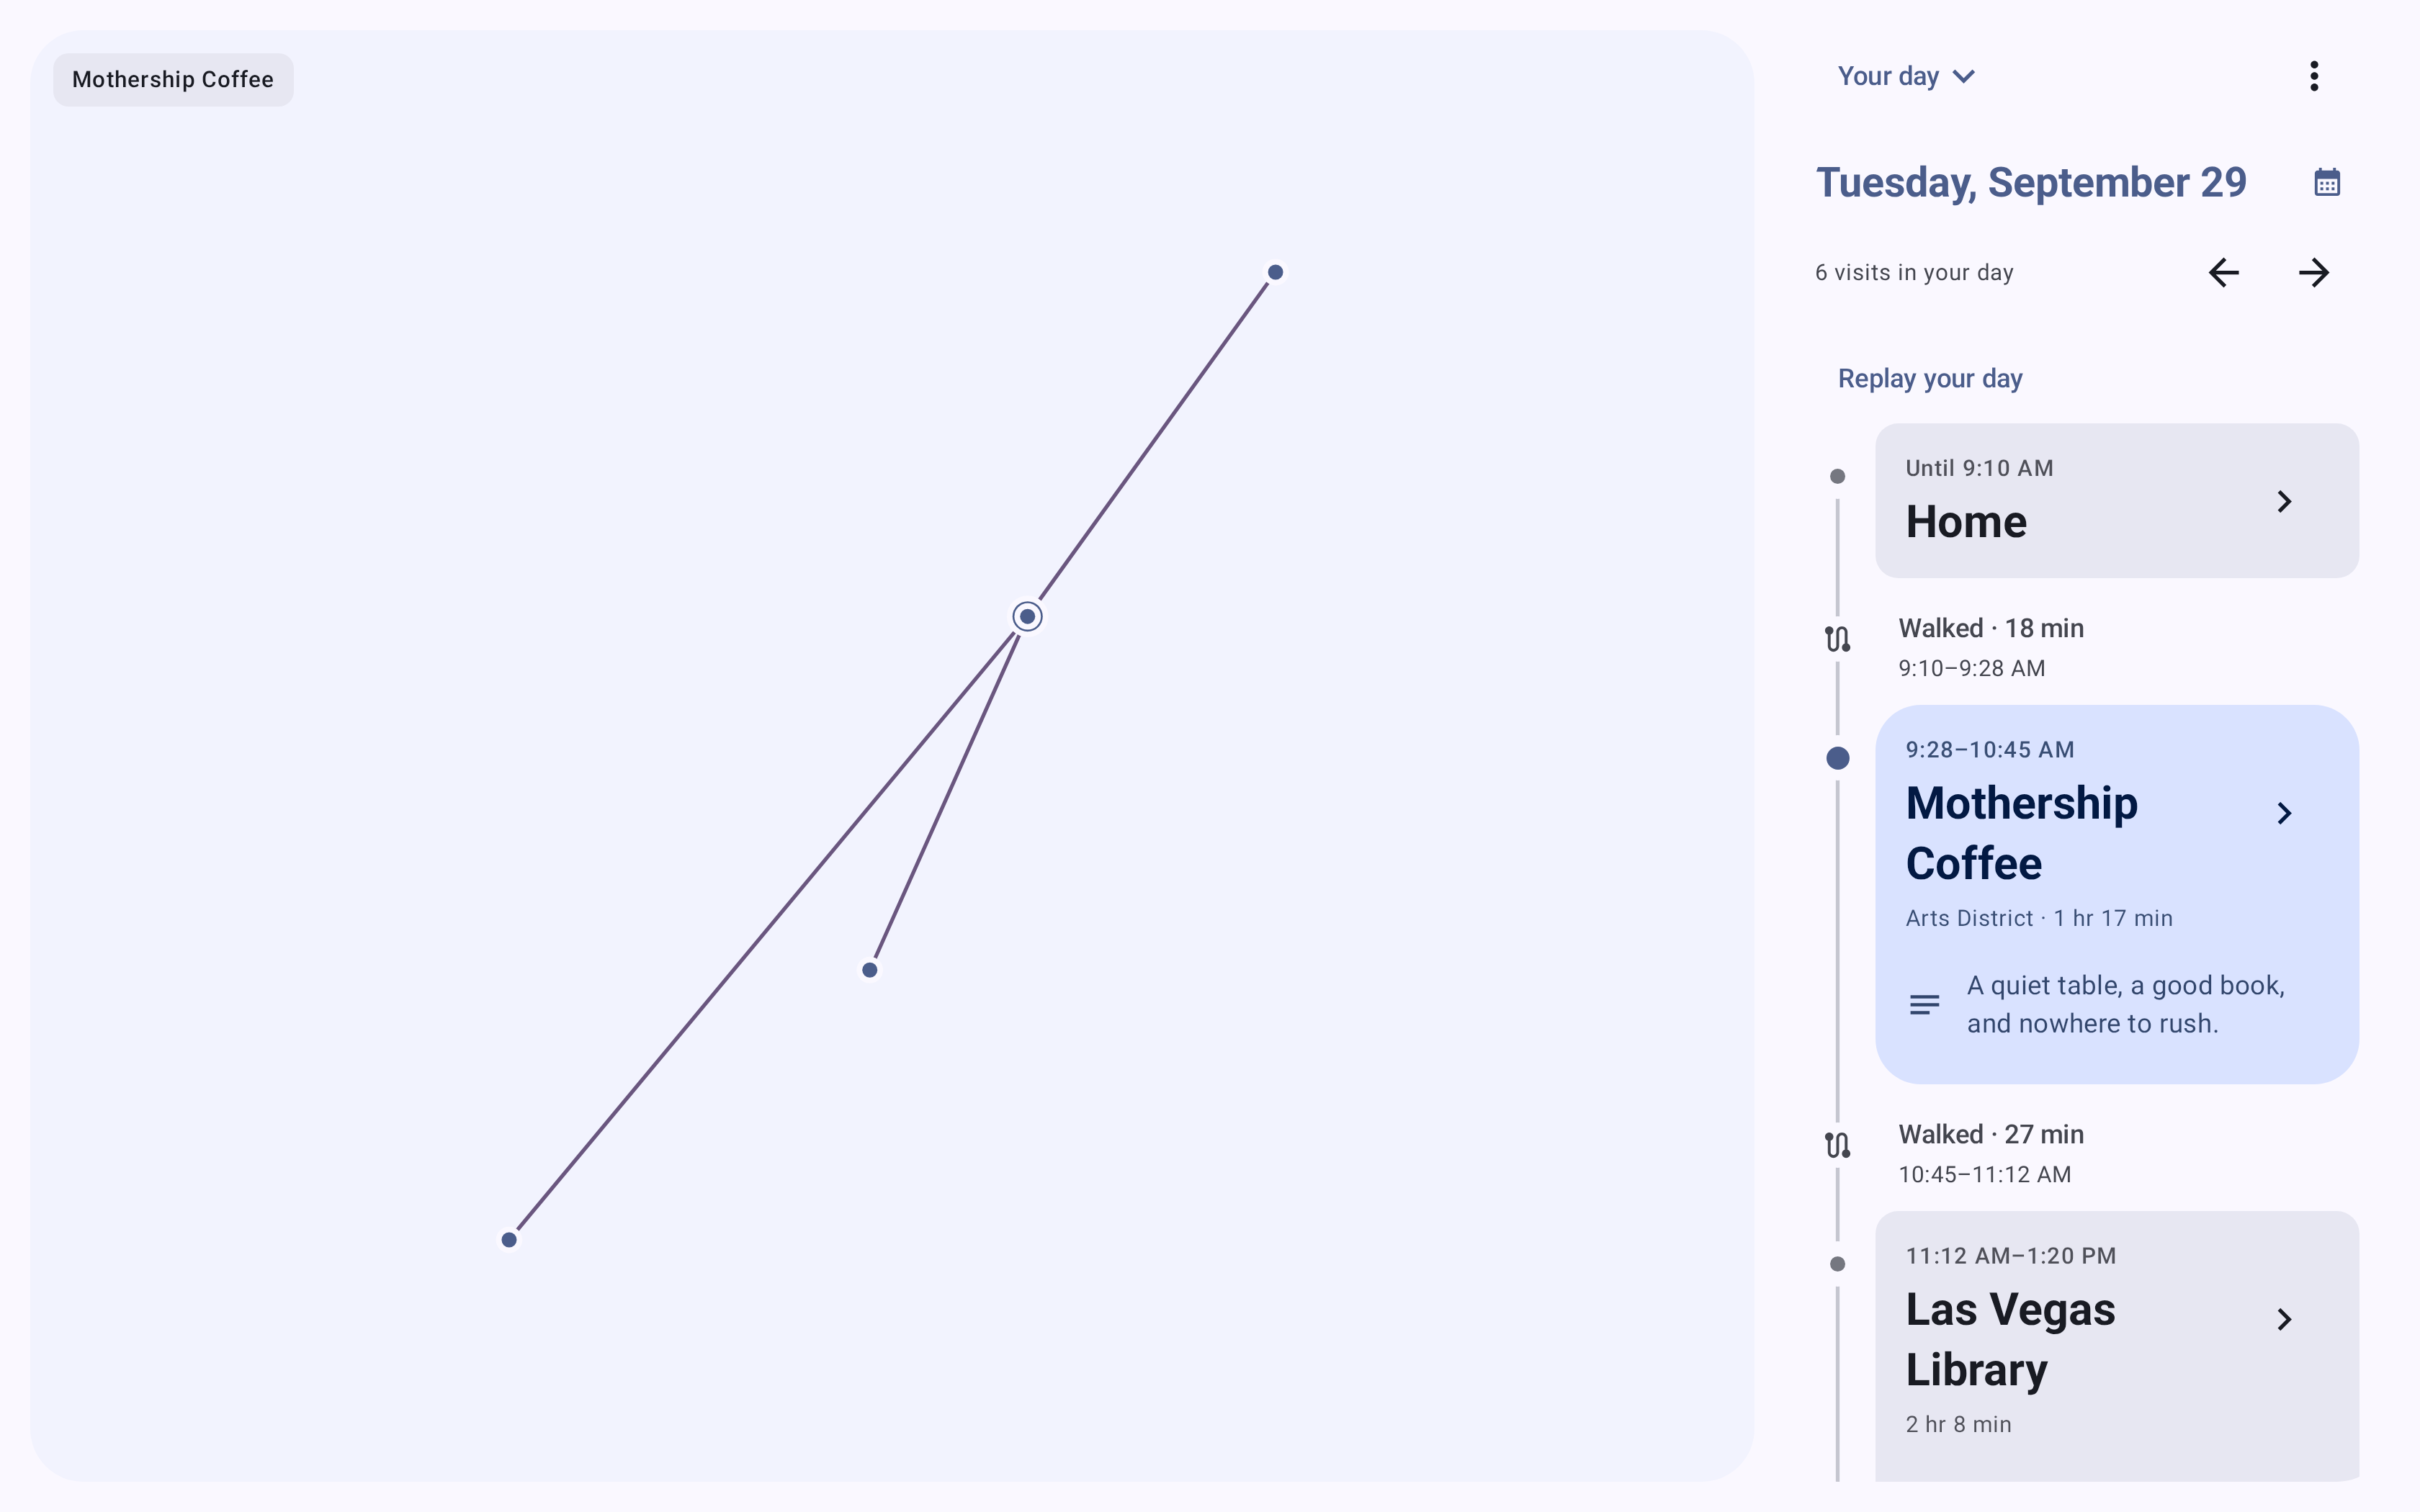 Mothership Coffee
Your day
Tuesday, September 29
6 visits in your day
Replay your day
Until 9:10 AM
Home
Walked · 18 min
9:10–9:28 AM
9:28–10:45 AM
Mothership
Coffee
Arts District · 1 hr 17 min
A quiet table, a good book,
and nowhere to rush.
Walked · 27 min
10:45–11:12 AM
11:12 AM–1:20 PM
Las Vegas
Library
2 hr 8 min